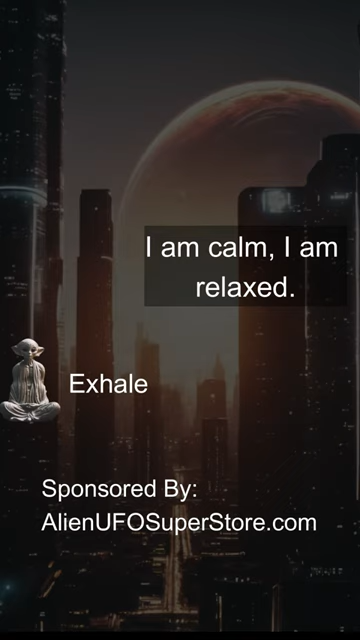 I am calm, I am
relaxed.
Exhale
Sponsored By:
AlienUFOSuperStore.com